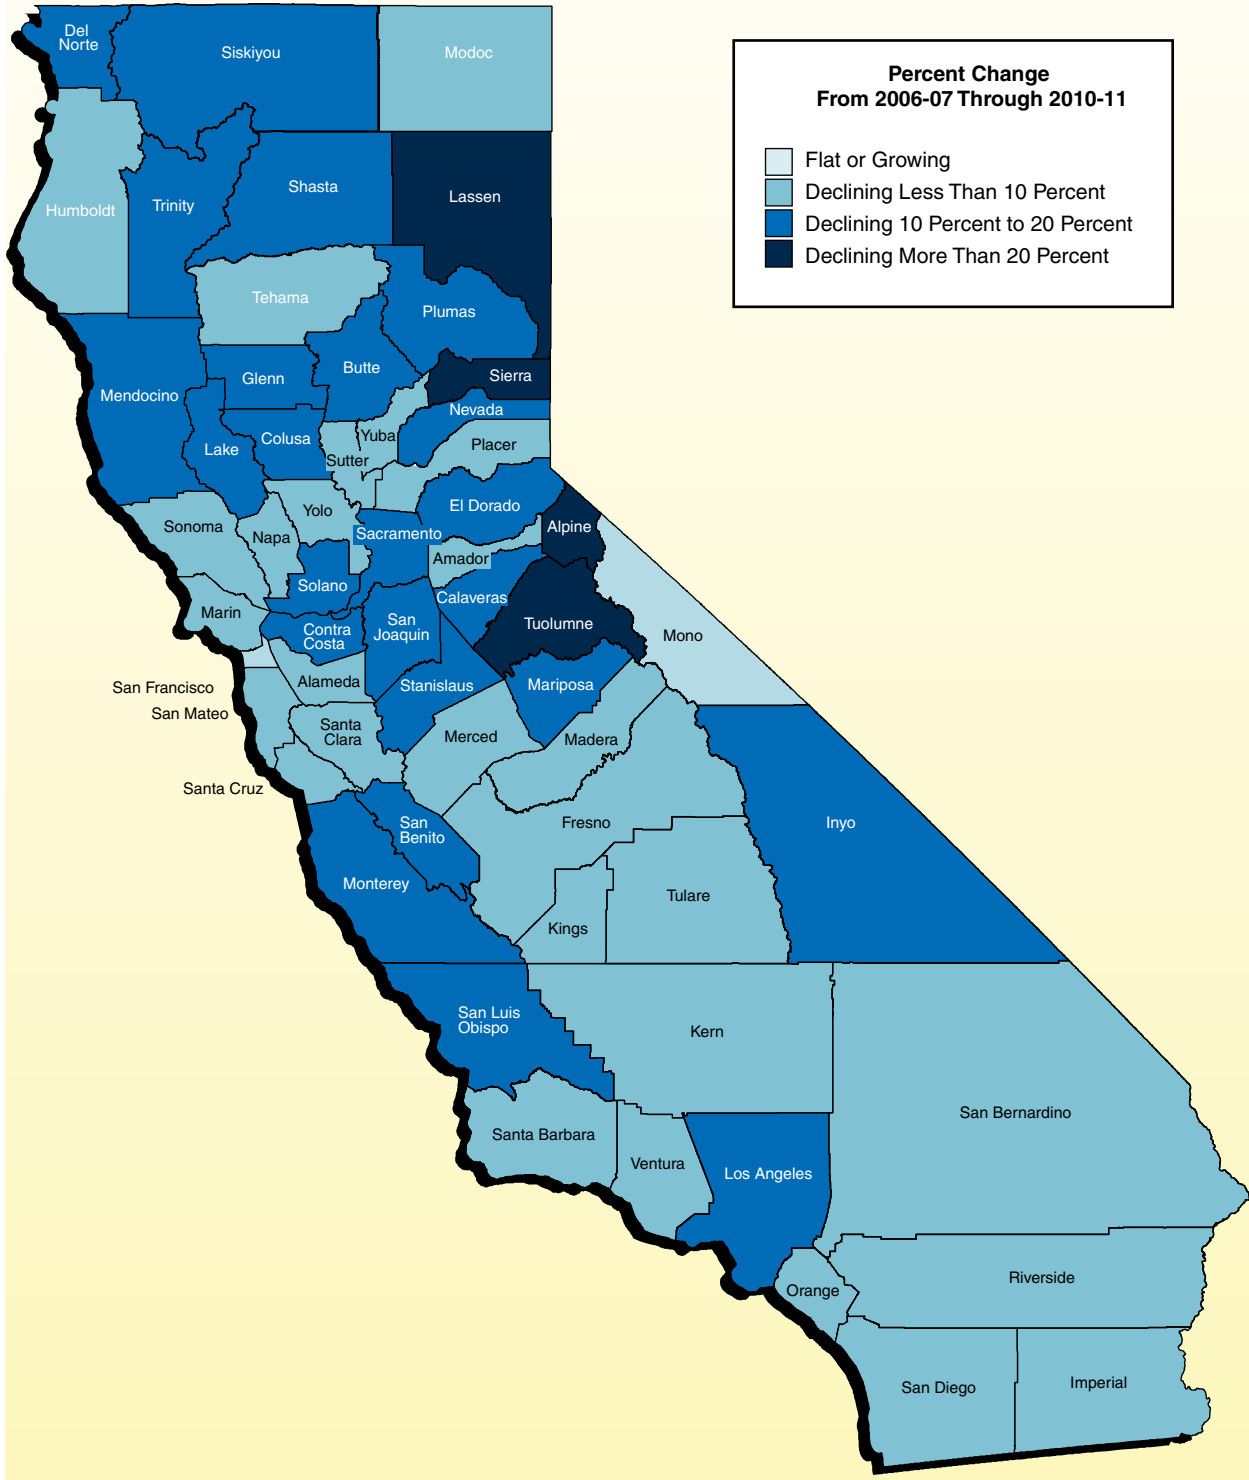 Percent Change
From 2006-07 Through 2010-11
Flat or Growing
Declining Less Than 10 Percent
Declining 10 Percent to 20 Percent
Declining More Than 20 Percent
Del
Norte
Siskiyou
Modoc
Humboldt
Trinity
Shasta
Lassen
Tehama
Plumas
Mendocino
Glenn
Butte
Sierra
Lake
Colusa
Sutter
Yuba
Nevada
Placer
Sonoma
Napa
Yolo
Sacramento
El Dorado
Alpine
Amador
Solano
Calaveras
Marin
Contra
Costa
San
Joaquin
Tuolumne
Mono
San Francisco
San Mateo
Alameda
Stanislaus
Mariposa
Santa
Clara
Merced
Madera
Santa Cruz
San
Benito
Fresno
Inyo
Monterey
Kings
Tulare
San Luis
Obispo
Kern
San Bernardino
Santa Barbara
Ventura
Los Angeles
Orange
Riverside
San Diego
Imperial